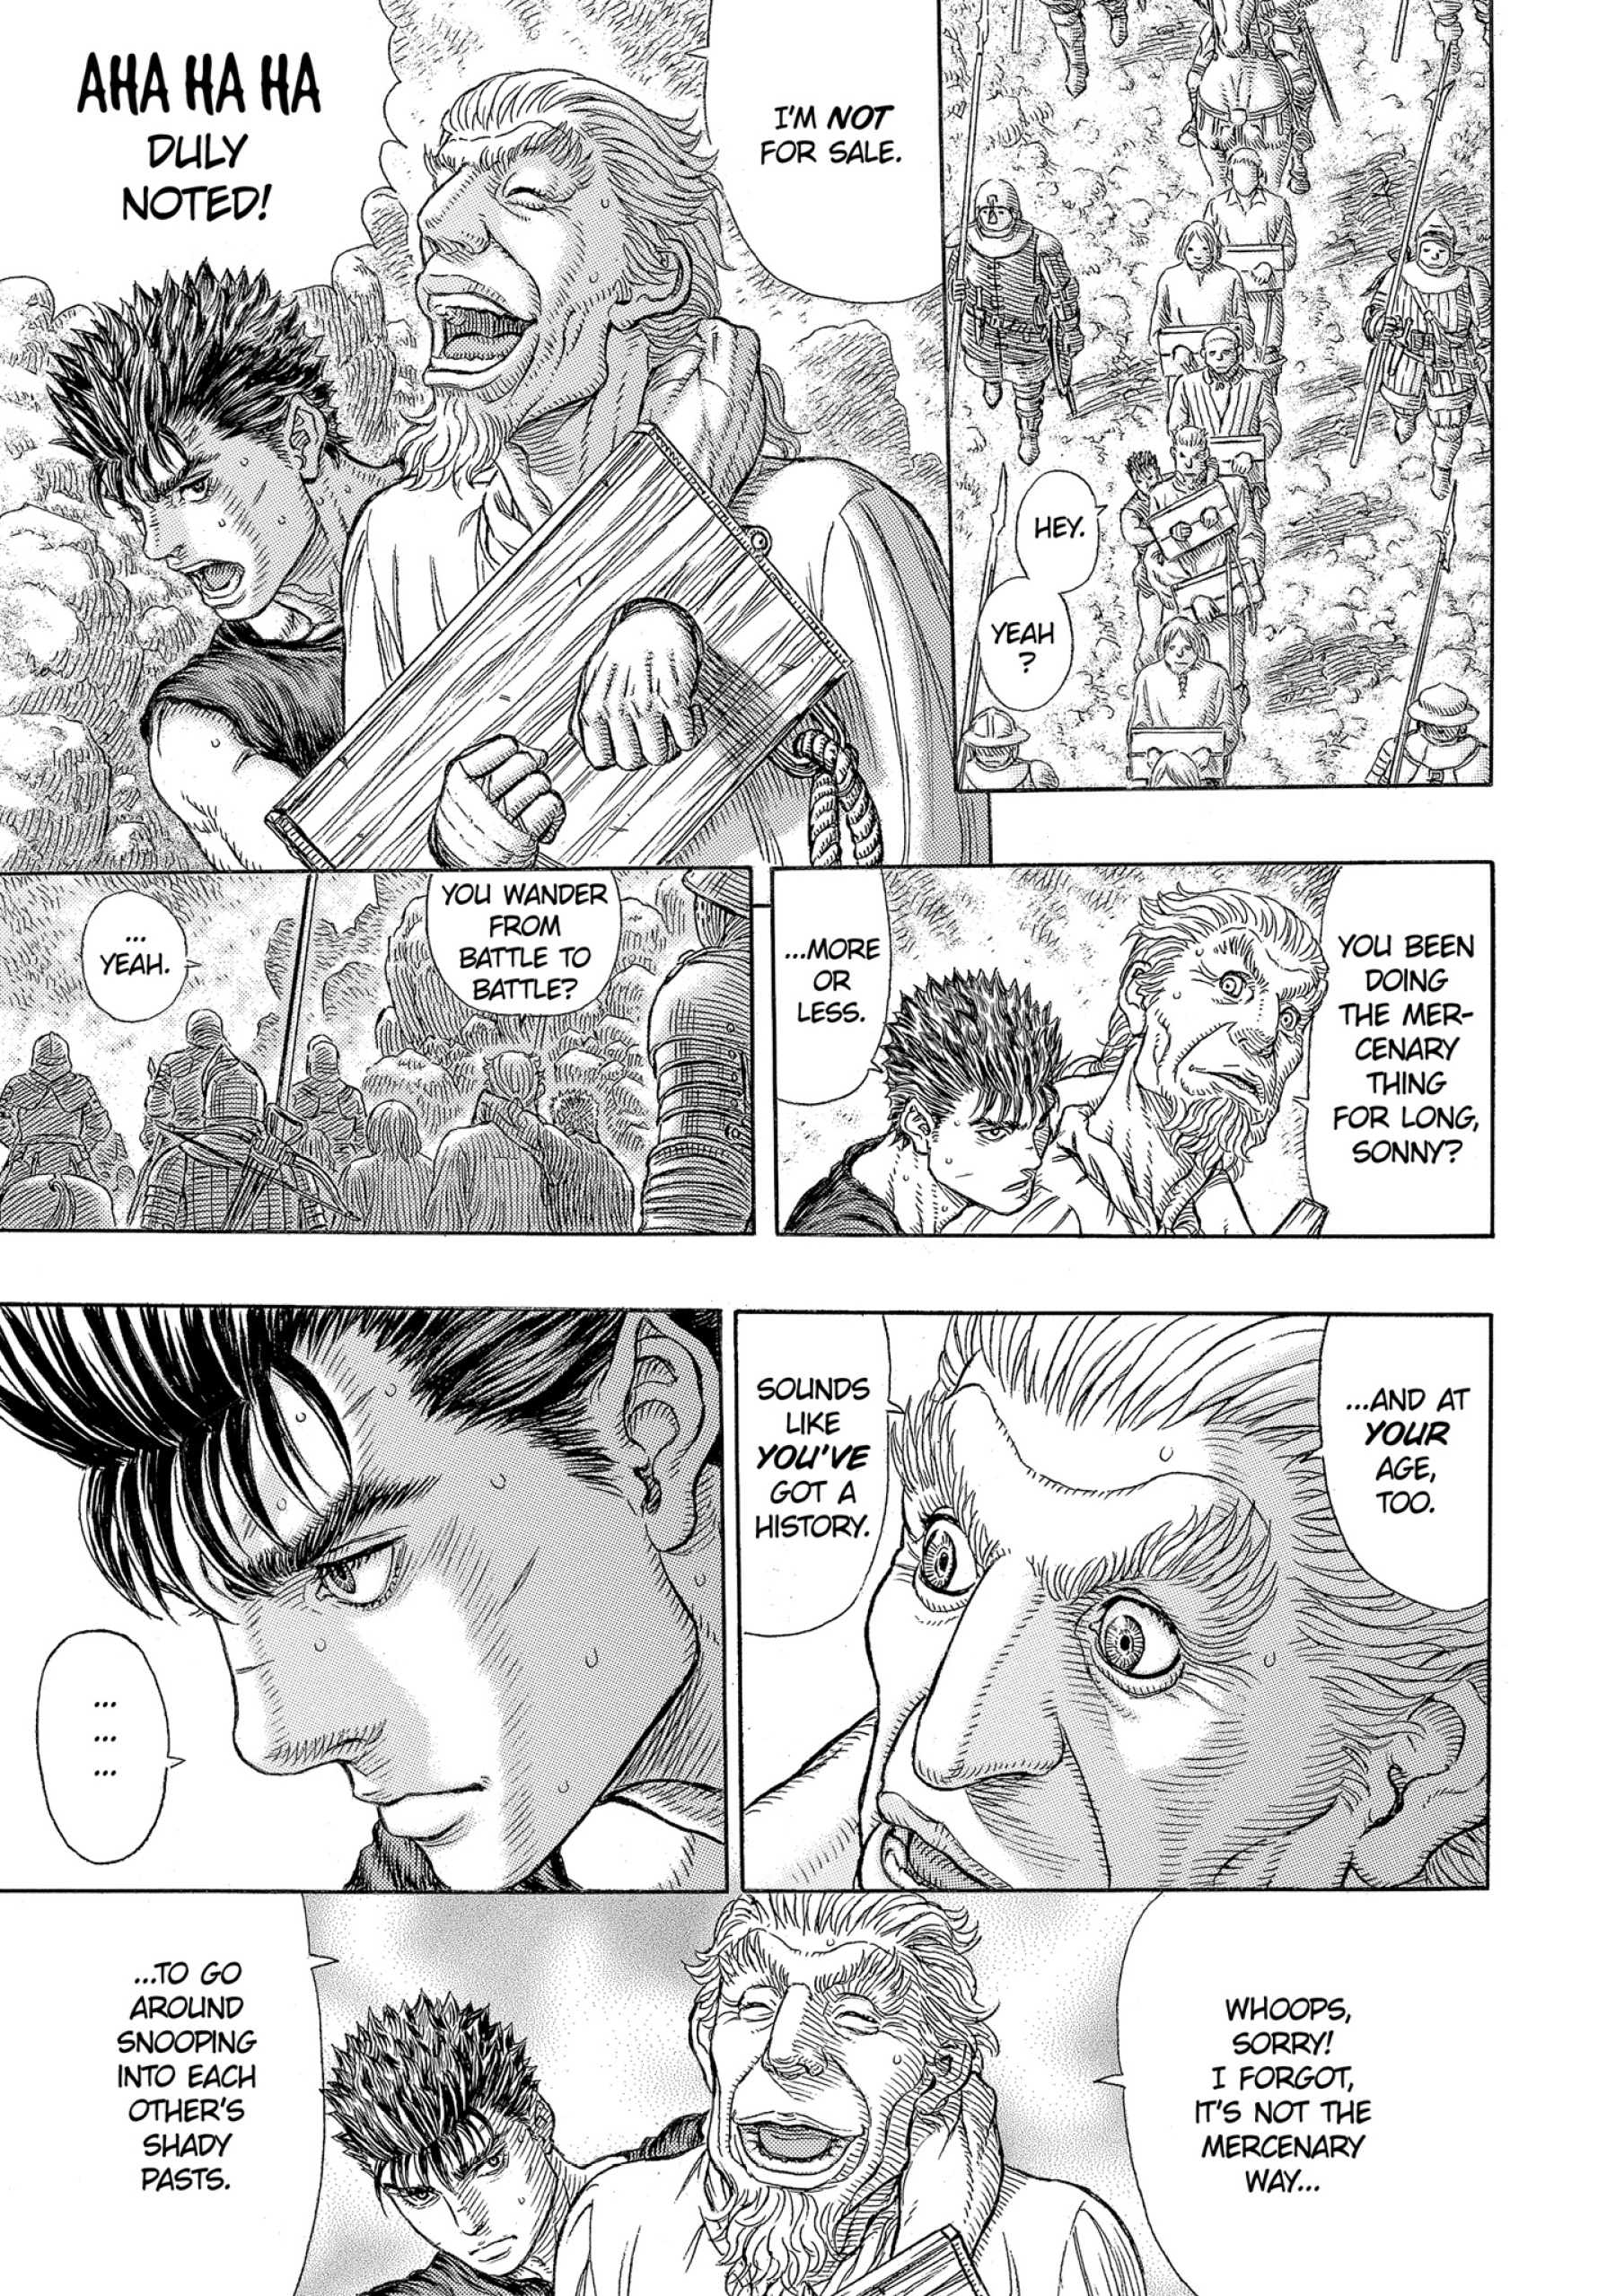 HEY.
YEAH
?
I'M NOT
FOR SALE.
AHA HA HA
DULY
NOTED!
YOU BEEN
DOING
THE MER-
CENARY
THING
FOR LONG,
SONNY?
...MORE
OR
LESS.
YOU WANDER
FROM
BATTLE TO
BATTLE?
...
YEAH.
...AND AT
YOUR
AGE,
TOO.
SOUNDS
LIKE
YOU'VE
GOT A
HISTORY.
...
...
...
WHOOPS,
SORRY!
I FORGOT,
IT'S NOT THE
MERCENARY
WAY...
...TO GO
AROUND
SNOOPING
INTO EACH
OTHER'S
SHADY
PASTS.